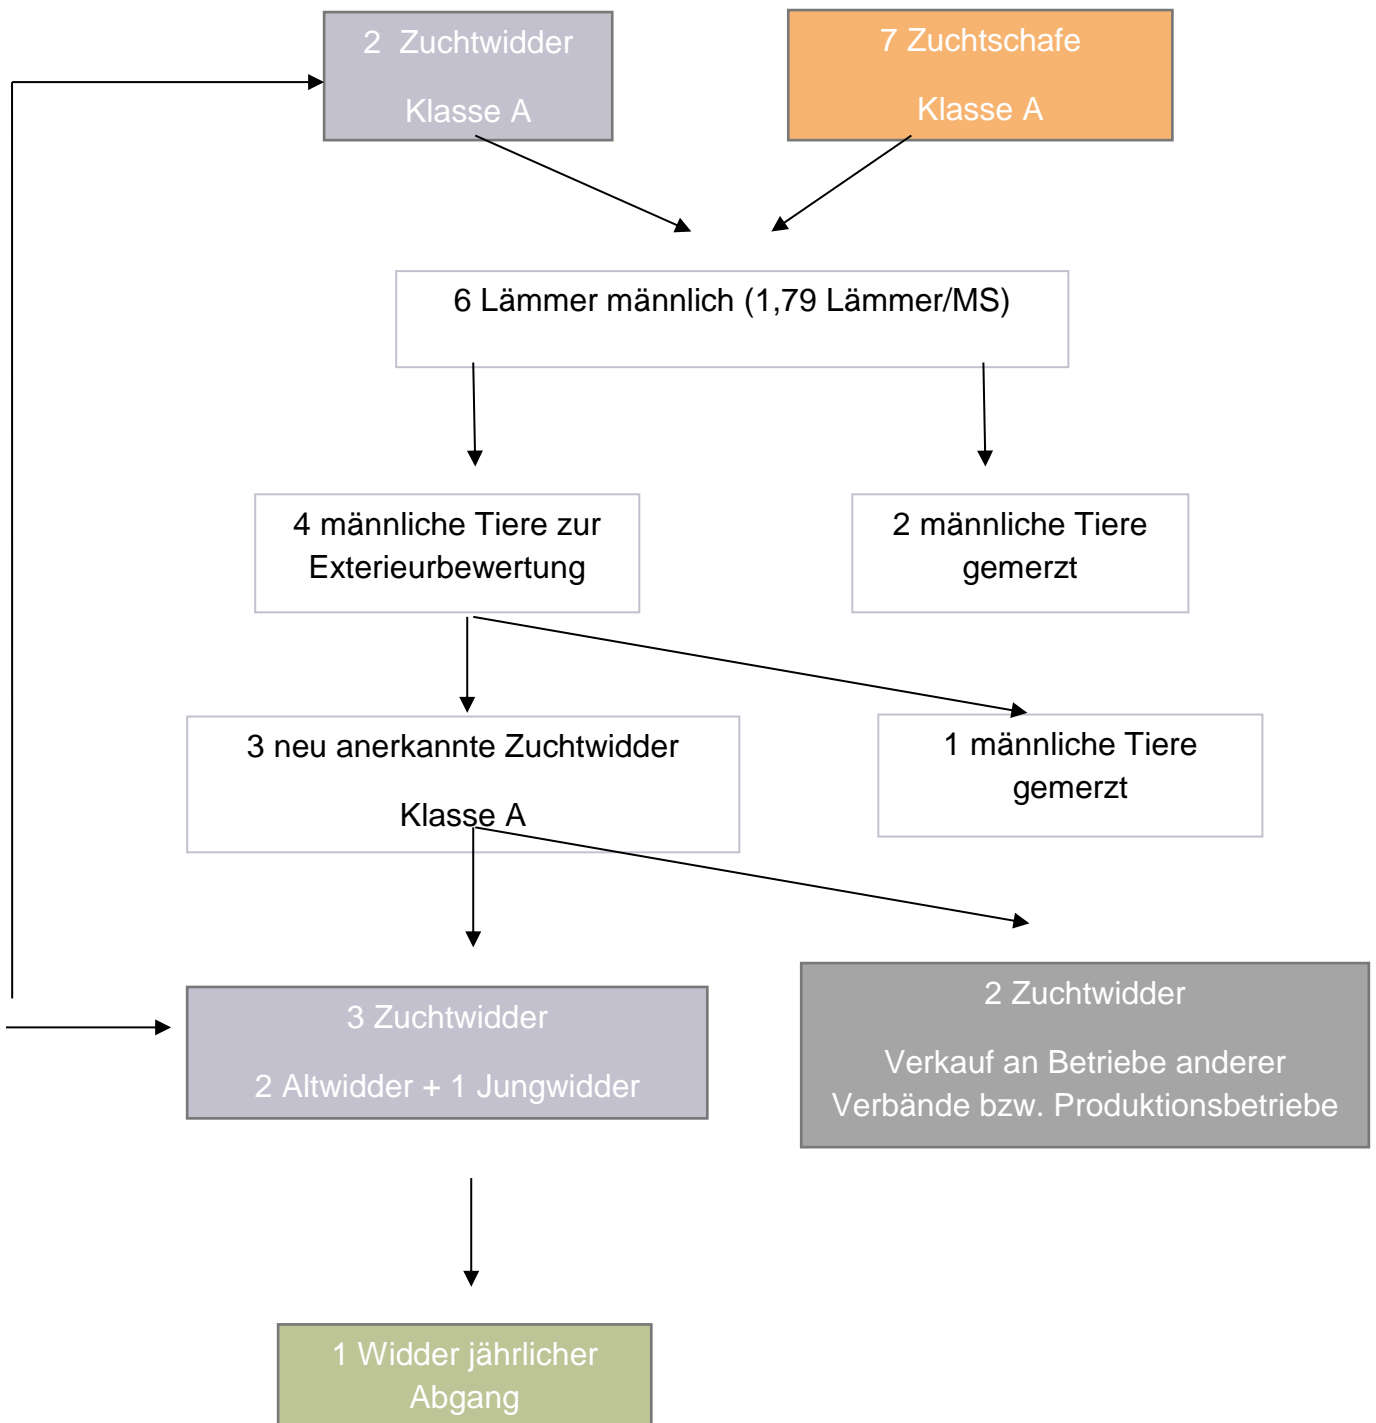 2 Zuchtwidder
Klasse A
7 Zuchtschafe
Klasse A
6 Lämmer männlich (1,79 Lämmer/MS)
4 männliche Tiere zur
Exterieurbewertung
2 männliche Tiere
gemerzt
3 neu anerkannte Zuchtwidder
Klasse A
1 männliche Tiere
gemerzt
3 Zuchtwidder
2 Altwidder + 1 Jungwidder
2 Zuchtwidder
Verkauf an Betriebe anderer
Verbände bzw. Produktionsbetriebe
1 Widder jährlicher
Abgang